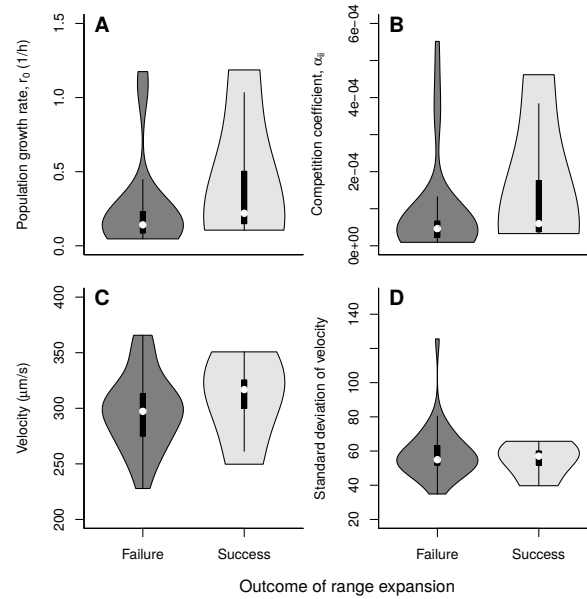 A
Population growth rate, r0 (1/h)
1.5
1.0
0.5
0.0
B
Competition coefficient, αii
6e−04
4e−04
2e−04
0e+00
C
Velocity (μm/s)
400
350
300
250
200
Failure
Success
D
Standard deviation of velocity
140
100
80
60
40
20
Failure
Success
Outcome of range expansion